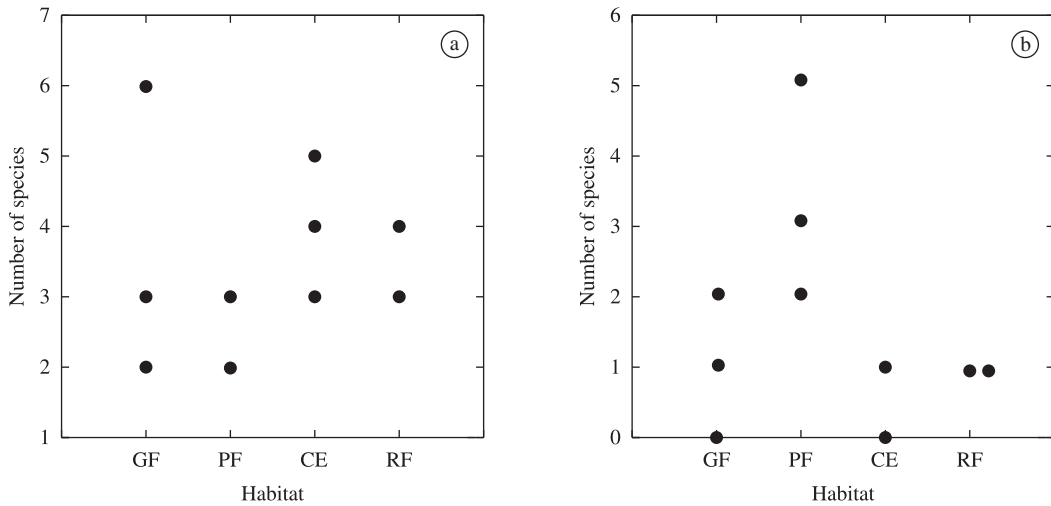 7
6
5
4
3
2
1
Number of species
GF PF CE RF
Habitat
a
6
5
4
3
2
1
0
Number of species
GF PF CE RF
Habitat
b